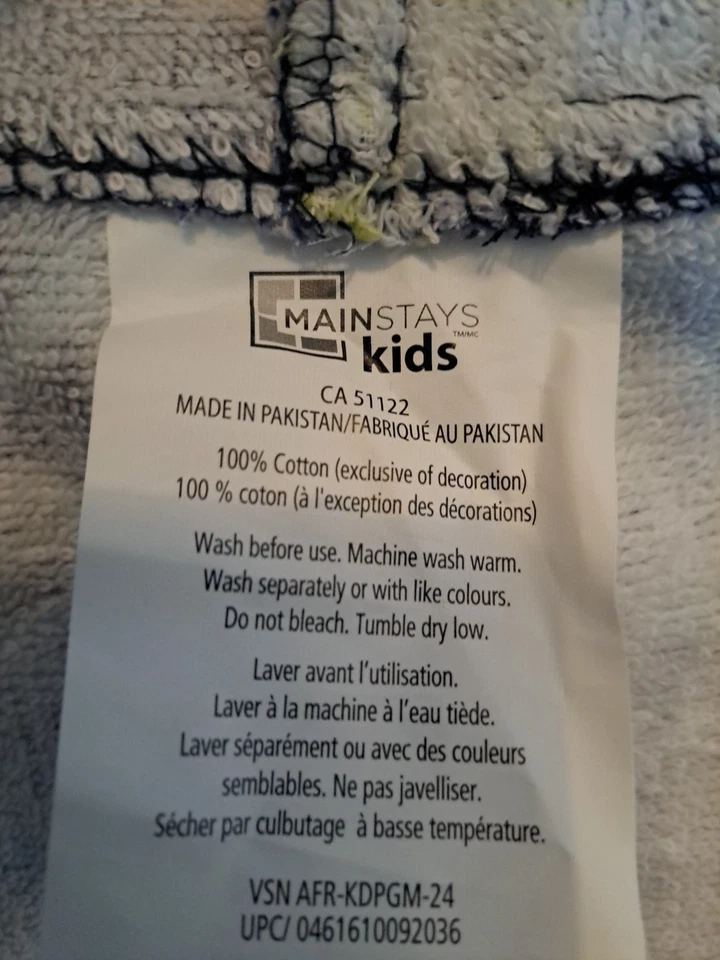 MAINSTAYS
TM/MC
kids
CA 51122
MADE IN PAKISTAN/FABRIQUÉ AU PAKISTAN
100% Cotton (exclusive of decoration)
100 % coton (à l'exception des décorations)
Wash before use. Machine wash warm.
Wash separately or with like colours.
Do not bleach. Tumble dry low.
Laver avant l'utilisation.
Laver à la machine à l'eau tiède.
Laver séparément ou avec des couleurs
semblables. Ne pas javelliser.
Sécher par culbutage à basse température.
VSN AFR-KDPGM-24
UPC/ 0461610092036